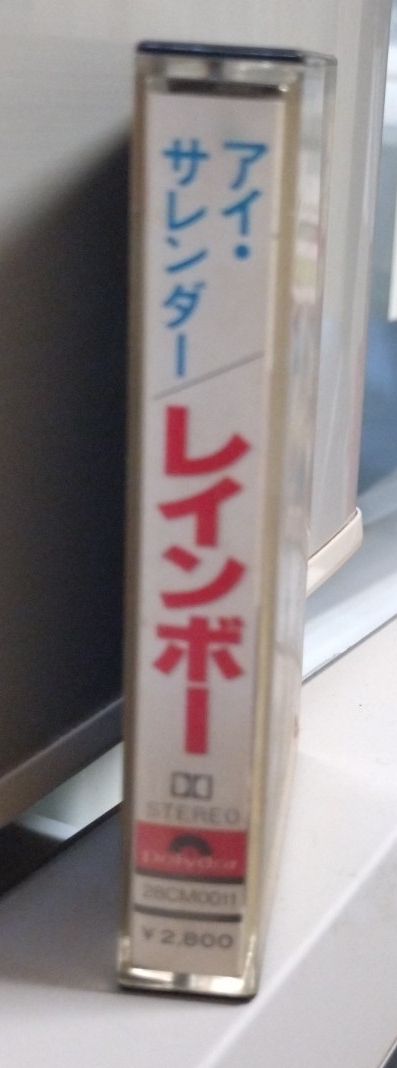 アイ・
サレンダー
レインボー
STEREO
Polydor
28CM0011
¥2,800